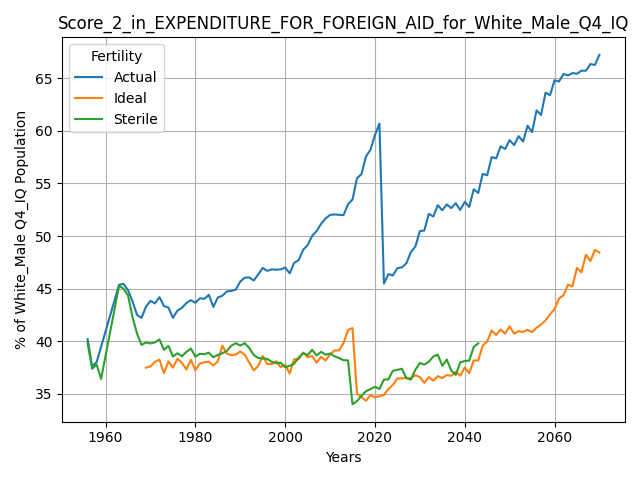 Score_2_in_EXPENDITURE_FOR_FOREIGN_AID_for_White_Male_Q4_IQ
Fertility
Actual
Ideal
Sterile
% of White_Male Q4_IQ Population
65
60
55
50
45
40
35
1960 1980 2000 2020 2040 2060
Years